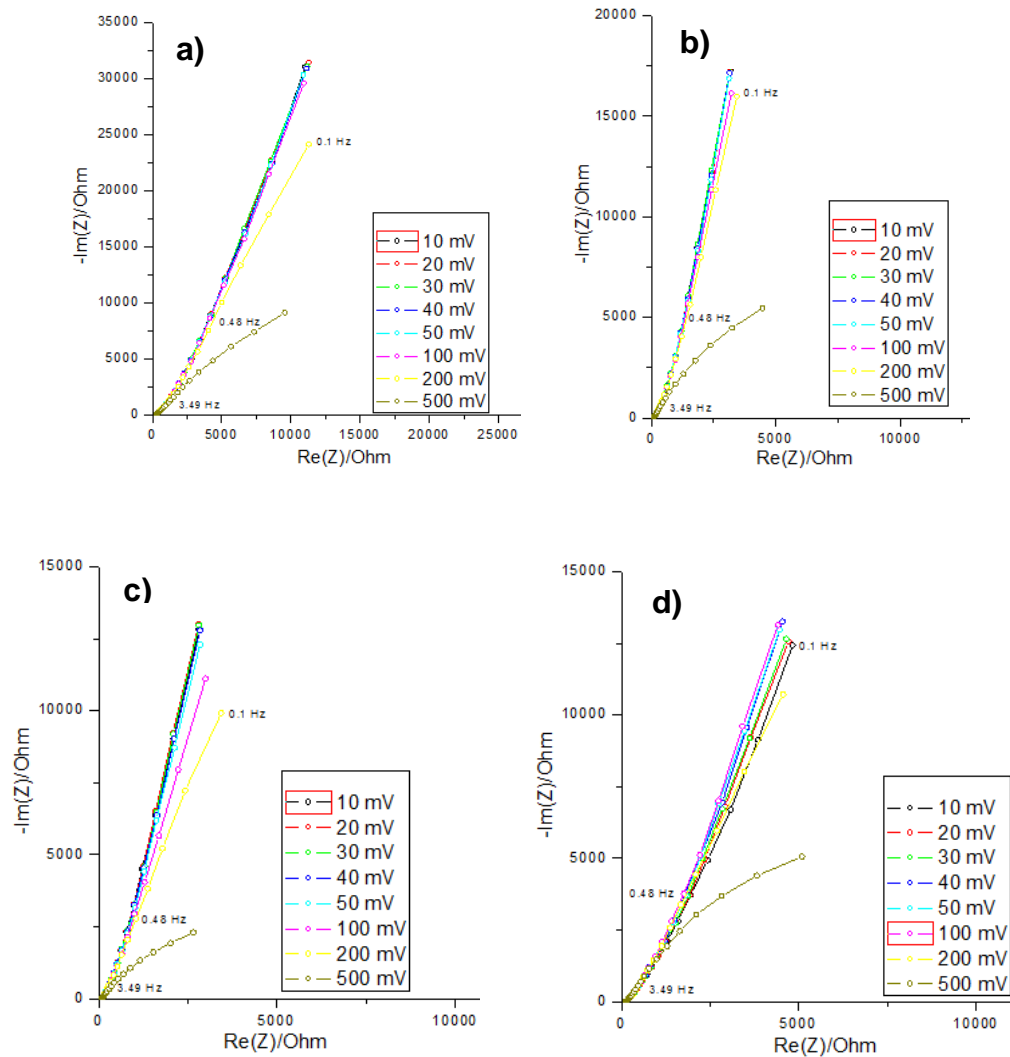 a)
35000
30000
25000
20000
15000
10000
5000
0
-Im(Z)/Ohm
0.1 Hz
0.48 Hz
3.49 Hz
10 mV
20 mV
30 mV
40 mV
50 mV
100 mV
200 mV
500 mV
0 5000 10000 15000 20000 25000
Re(Z)/Ohm
b)
20000
15000
10000
5000
0
-Im(Z)/Ohm
0.1 Hz
0.48 Hz
3.49 Hz
10 mV
20 mV
30 mV
40 mV
50 mV
100 mV
200 mV
500 mV
0 5000 10000
Re(Z)/Ohm
c)
15000
10000
5000
0
-Im(Z)/Ohm
0.1 Hz
0.48 Hz
3.49 Hz
10 mV
20 mV
30 mV
40 mV
50 mV
100 mV
200 mV
500 mV
0 5000 10000
Re(Z)/Ohm
d)
15000
10000
5000
0
-Im(Z)/Ohm
0.1 Hz
0.48 Hz
3.49 Hz
10 mV
20 mV
30 mV
40 mV
50 mV
100 mV
200 mV
500 mV
0 2500 5000 7500 10000
Re(Z)/Ohm